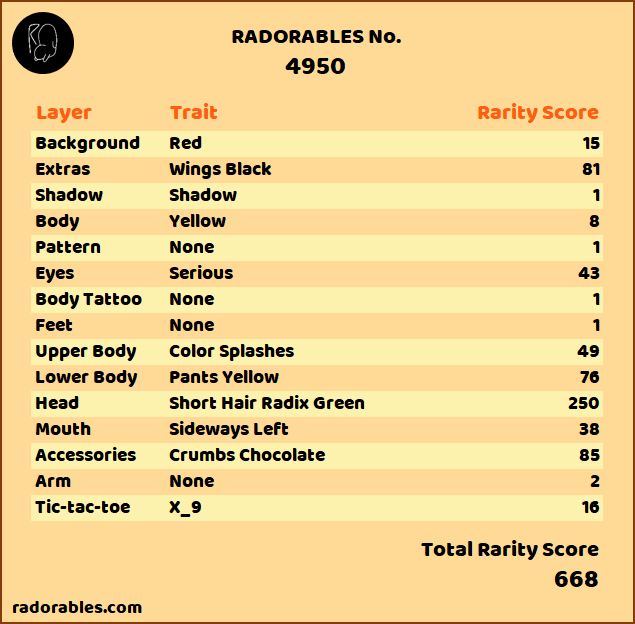 RADORABLES No.
4950
Layer Trait Rarity Score
Background Red 15
Extras Wings Black 81
Shadow Shadow 1
Body Yellow 8
Pattern None 1
Eyes Serious 43
Body Tattoo None 1
Feet None 1
Upper Body Color Splashes 49
Lower Body Pants Yellow 76
Head Short Hair Radix Green 250
Mouth Sideways Left 38
Accessories Crumbs Chocolate 85
Arm None 2
Tic-tac-toe X_9 16
Total Rarity Score
668
radorables.com